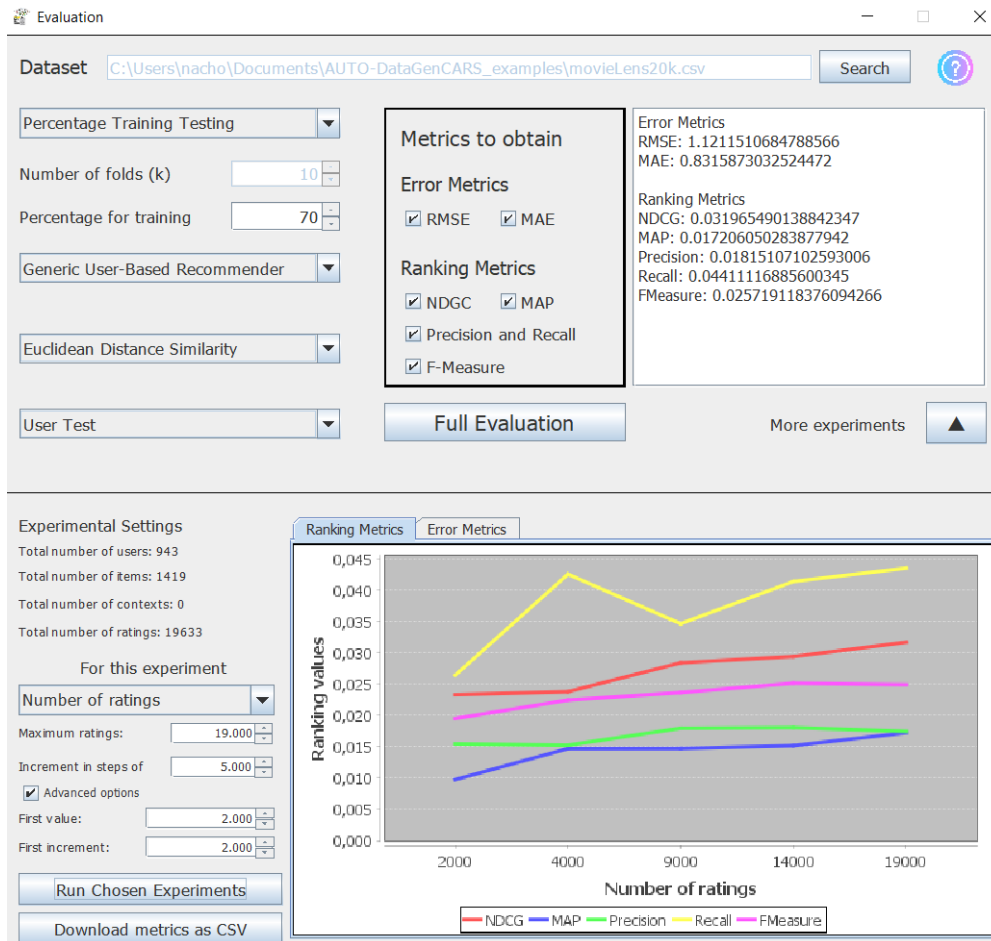 Evaluation
Dataset
C:\Users\nacho\Documents\AUTO-DataGenCARS_examples\movieLens20k.csv
Search
?
Percentage Training Testing
Number of folds (k)
10
Percentage for training
70
Generic User-Based Recommender
Euclidean Distance Similarity
User Test
Metrics to obtain
Error Metrics
RMSE
MAE
Ranking Metrics
NDGC
MAP
Precision and Recall
F-Measure
Full Evaluation
Error Metrics
RMSE: 1.1211510684788566
MAE: 0.8315873032524472
Ranking Metrics
NDCG: 0.031965490138842347
MAP: 0.017206050283877942
Precision: 0.01815107102593006
Recall: 0.04411116885600345
FMeasure: 0.025719118376094266
More experiments
Experimental Settings
Total number of users: 943
Total number of items: 1419
Total number of contexts: 0
Total number of ratings: 19633
For this experiment
Number of ratings
Maximum ratings:
19.000
Increment in steps of
5.000
Advanced options
First value:
2.000
First increment:
2.000
Run Chosen Experiments
Download metrics as CSV
Ranking Metrics
Error Metrics
Ranking values
0,045
0,040
0,035
0,030
0,025
0,020
0,015
0,010
0,005
0,000
2000
4000
9000
14000
19000
Number of ratings
NDCG
MAP
Precision
Recall
FMeasure